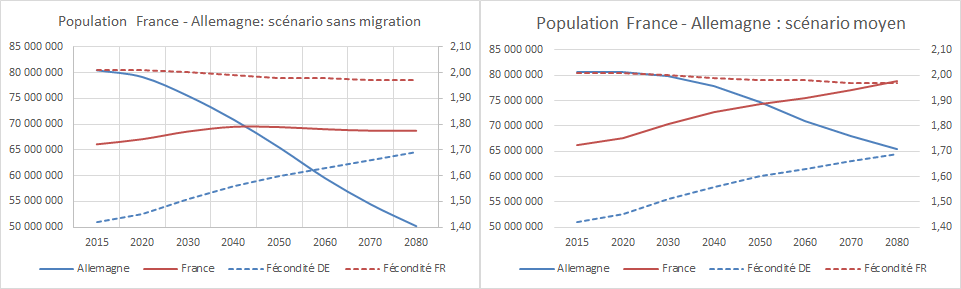 Population France - Allemagne: scénario sans migration
85 000 000
80 000 000
75 000 000
70 000 000
65 000 000
60 000 000
55 000 000
50 000 000
2,10
2,00
1,90
1,80
1,70
1,60
1,50
1,40
2015 2020 2030 2040 2050 2060 2070 2080
Allemagne France Fécondité DE Fécondité FR
Population France - Allemagne : scénario moyen
85 000 000
80 000 000
75 000 000
70 000 000
65 000 000
60 000 000
55 000 000
50 000 000
2,10
2,00
1,90
1,80
1,70
1,60
1,50
1,40
2015 2020 2030 2040 2050 2060 2070 2080
Allemagne France Fécondité DE Fécondité FR